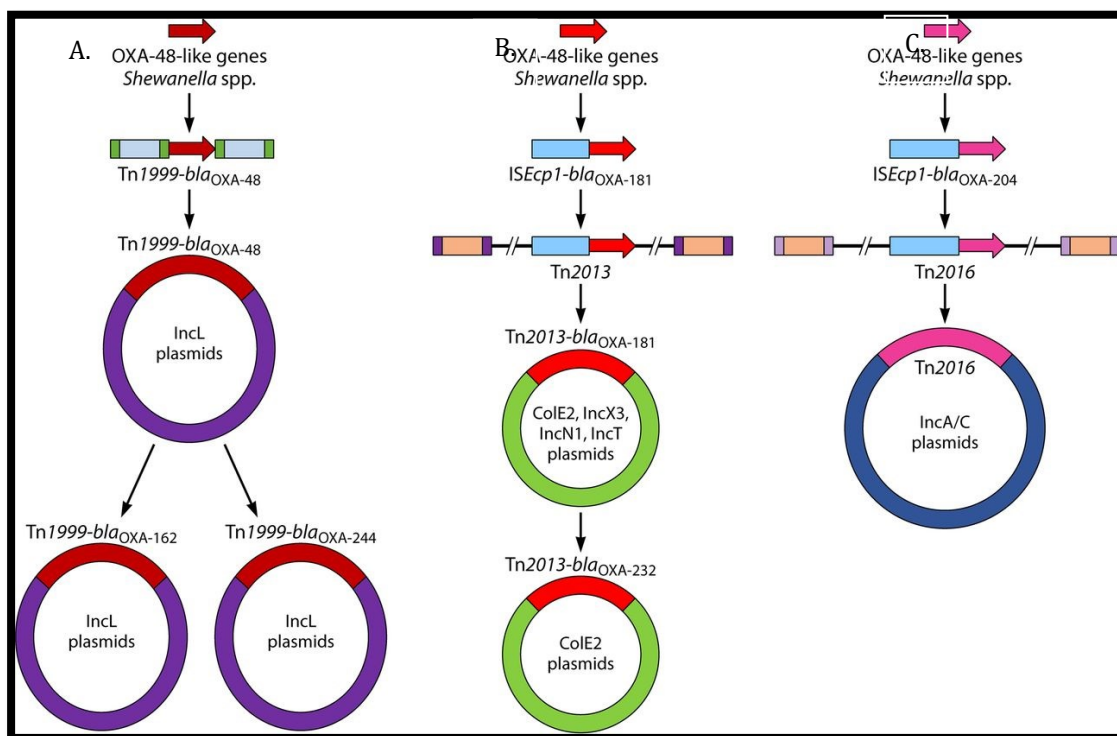 A.
OXA-48-like genes
Shewanella spp.
Tn1999-blaOXA-48
Tn1999-blaOXA-48
IncL
plasmids
Tn1999-blaOXA-162
IncL
plasmids
Tn1999-blaOXA-244
IncL
plasmids
B.
OXA-48-like genes
Shewanella spp.
ISEcp1-blaOXA-181
Tn2013
Tn2013-blaOXA-181
ColE2, IncX3,
IncN1, IncT
plasmids
Tn2013-blaOXA-232
ColE2
plasmids
C.
OXA-48-like genes
Shewanella spp.
ISEcp1-blaOXA-204
Tn2016
Tn2016
IncA/C
plasmids